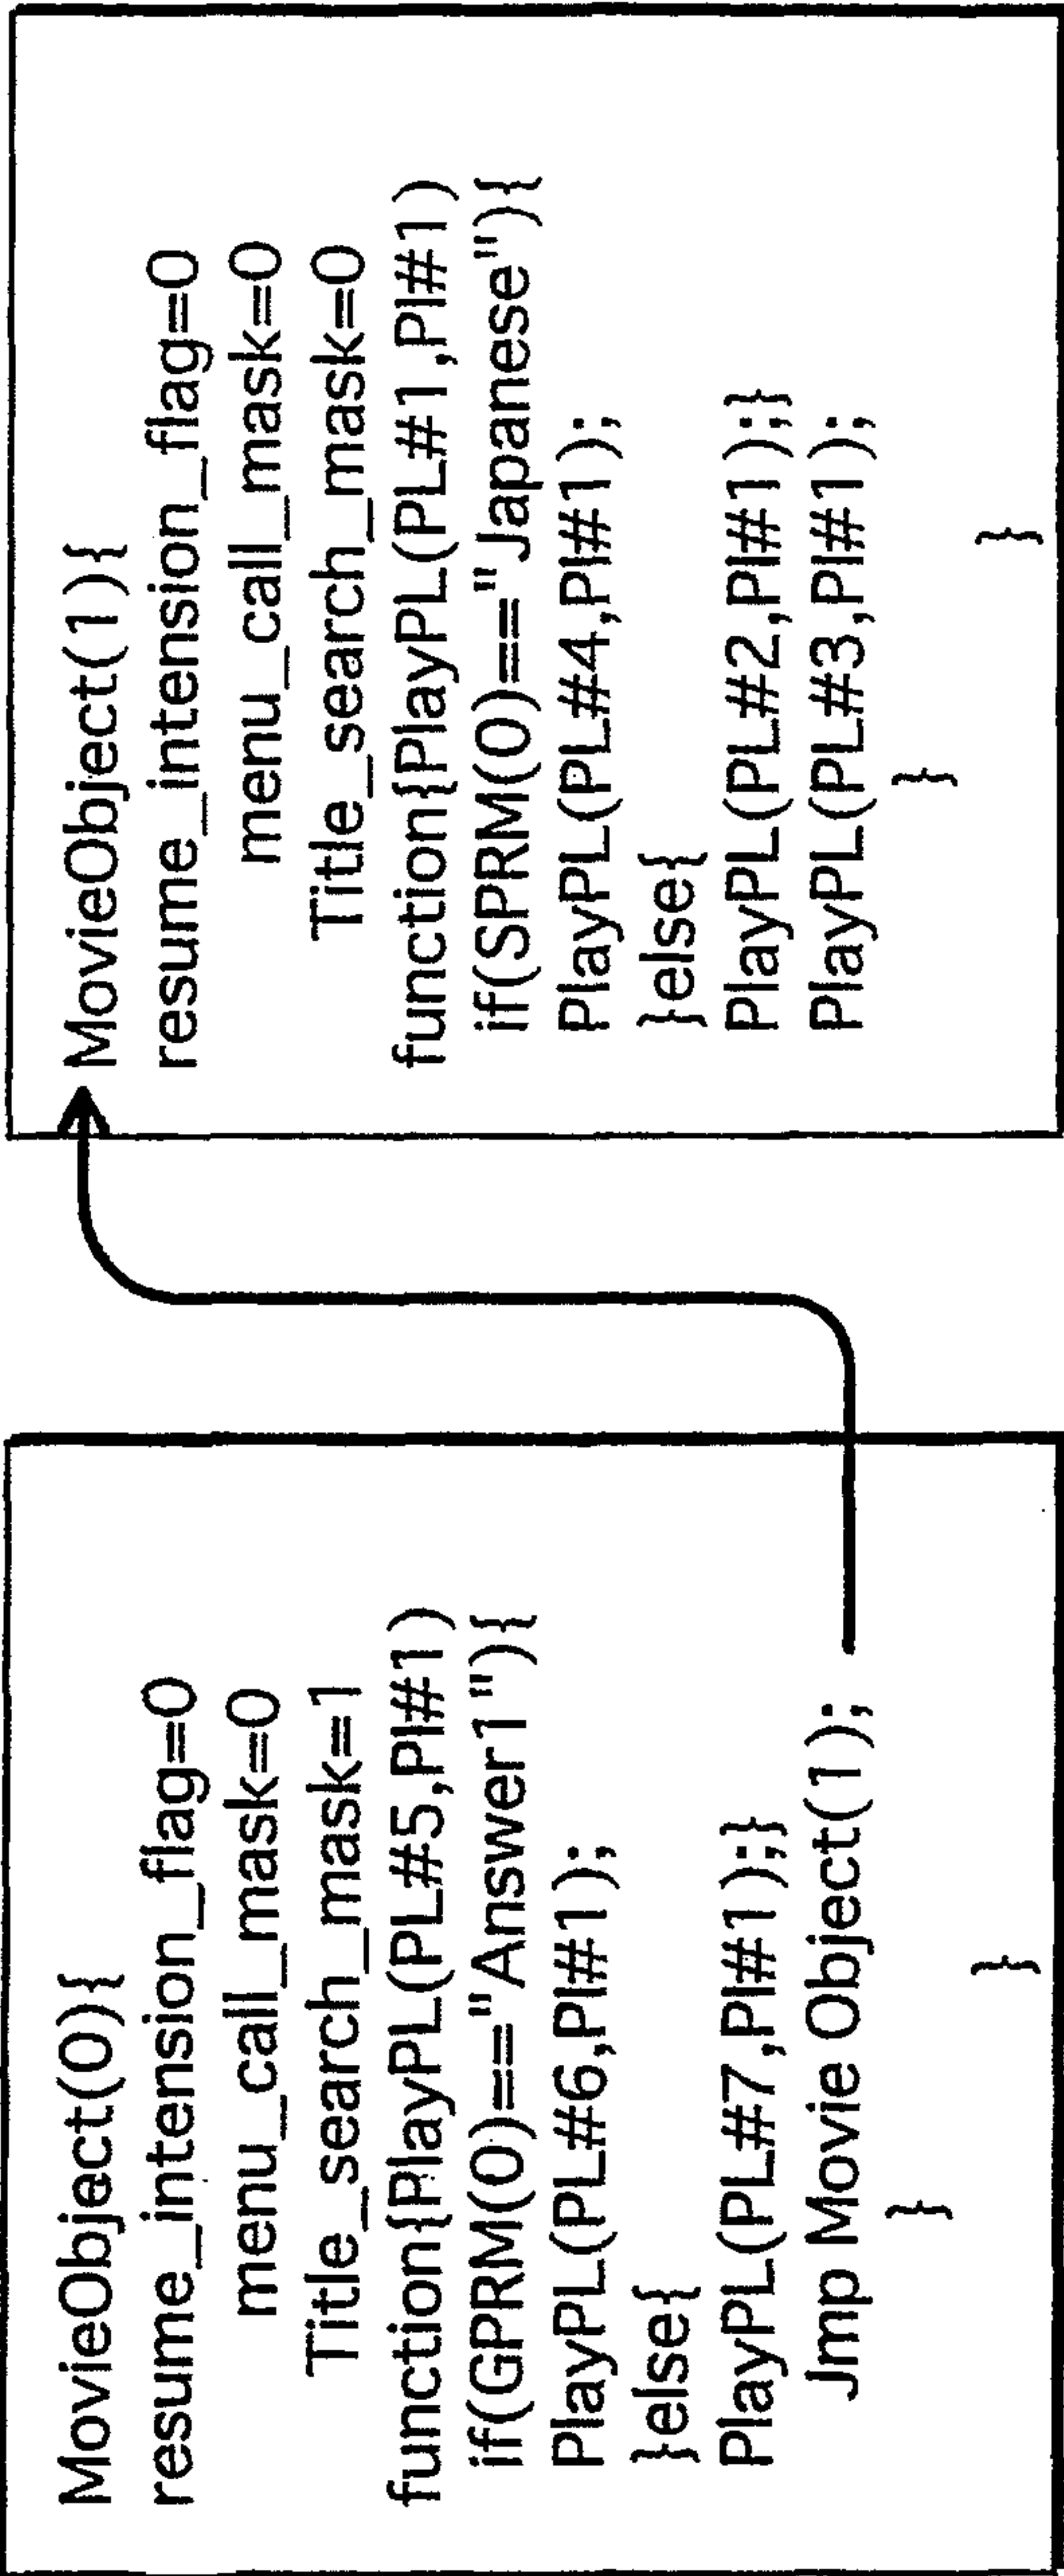 MovieObject(0){
resume_intension_flag=0
menu_call_mask=0
Title_search_mask=1
function{PlayPL(PL#5,PI#1)
if(GPRM(0)=="Answer1"){
PlayPL(PL#6,PI#1);
}else{
PlayPL(PL#7,PI#1);}
Jmp Movie Object(1);
}
}
MovieObject(1){
resume_intension_flag=0
menu_call_mask=0
Title_search_mask=0
function{PlayPL(PL#1,PI#1)
if(SPRM(0)=="Japanese"){
PlayPL(PL#4,PI#1);
}else{
PlayPL(PL#2,PI#1);}
PlayPL(PL#3,PI#1);
}
}